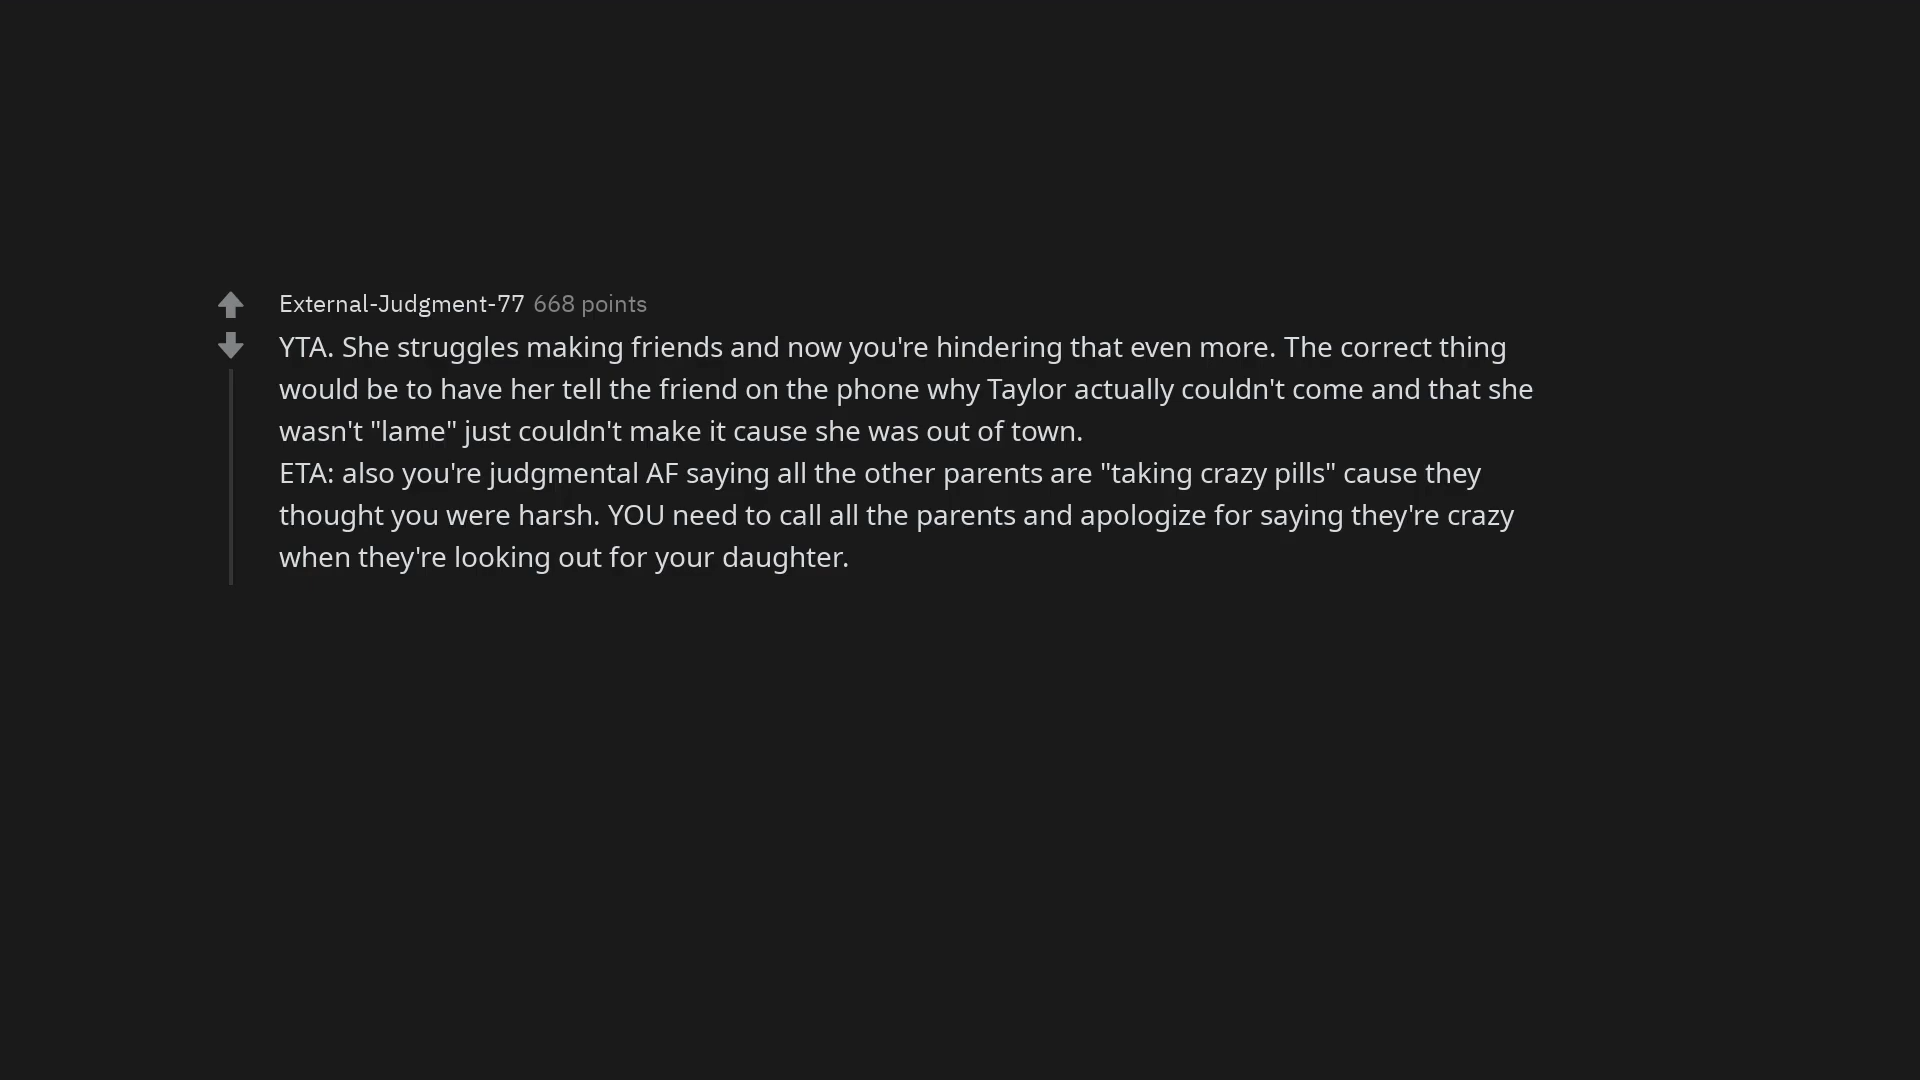 External-Judgment-77 668 points
YTA. She struggles making friends and now you're hindering that even more. The correct thing
would be to have her tell the friend on the phone why Taylor actually couldn't come and that she
wasn't "lame" just couldn't make it cause she was out of town.
ETA: also you're judgmental AF saying all the other parents are "taking crazy pills" cause they
thought you were harsh. YOU need to call all the parents and apologize for saying they're crazy
when they're looking out for your daughter.